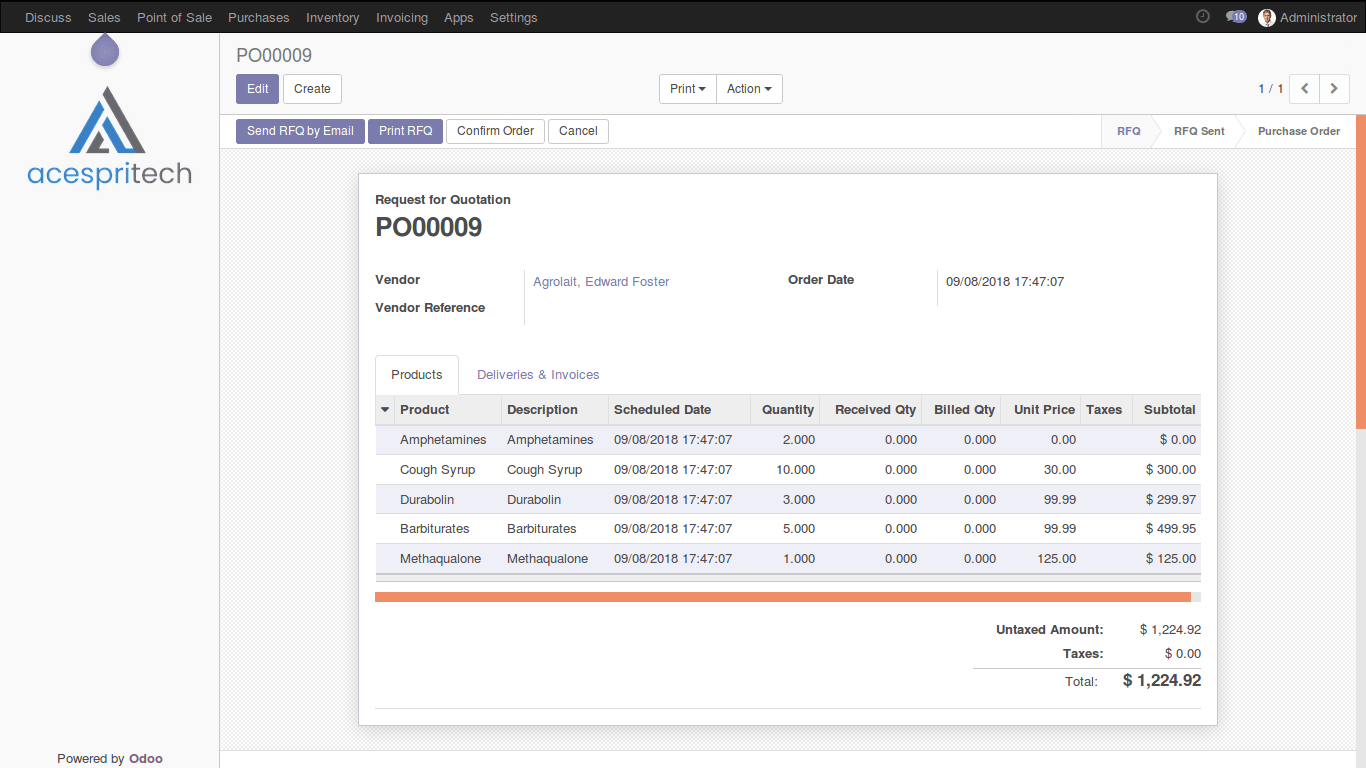 Discuss Sales Point of Sale Purchases Inventory Invoicing Apps Settings 10 Administrator
acespritech
PO00009
Edit Create Print Action 1 / 1
Send RFQ by Email Print RFQ Confirm Order Cancel RFQ RFQ Sent Purchase Order
Request for Quotation
PO00009
Vendor Agrolait, Edward Foster Order Date 09/08/2018 17:47:07
Vendor Reference
Products Deliveries & Invoices
Product Description Scheduled Date Quantity Received Qty Billed Qty Unit Price Taxes Subtotal
Amphetamines Amphetamines 09/08/2018 17:47:07 2.000 0.000 0.000 0.00 $ 0.00
Cough Syrup Cough Syrup 09/08/2018 17:47:07 10.000 0.000 0.000 30.00 $ 300.00
Durabolin Durabolin 09/08/2018 17:47:07 3.000 0.000 0.000 99.99 $ 299.97
Barbiturates Barbiturates 09/08/2018 17:47:07 5.000 0.000 0.000 99.99 $ 499.95
Methaqualone Methaqualone 09/08/2018 17:47:07 1.000 0.000 0.000 125.00 $ 125.00
Untaxed Amount: $ 1,224.92
Taxes: $ 0.00
Total: $ 1,224.92
Powered by Odoo